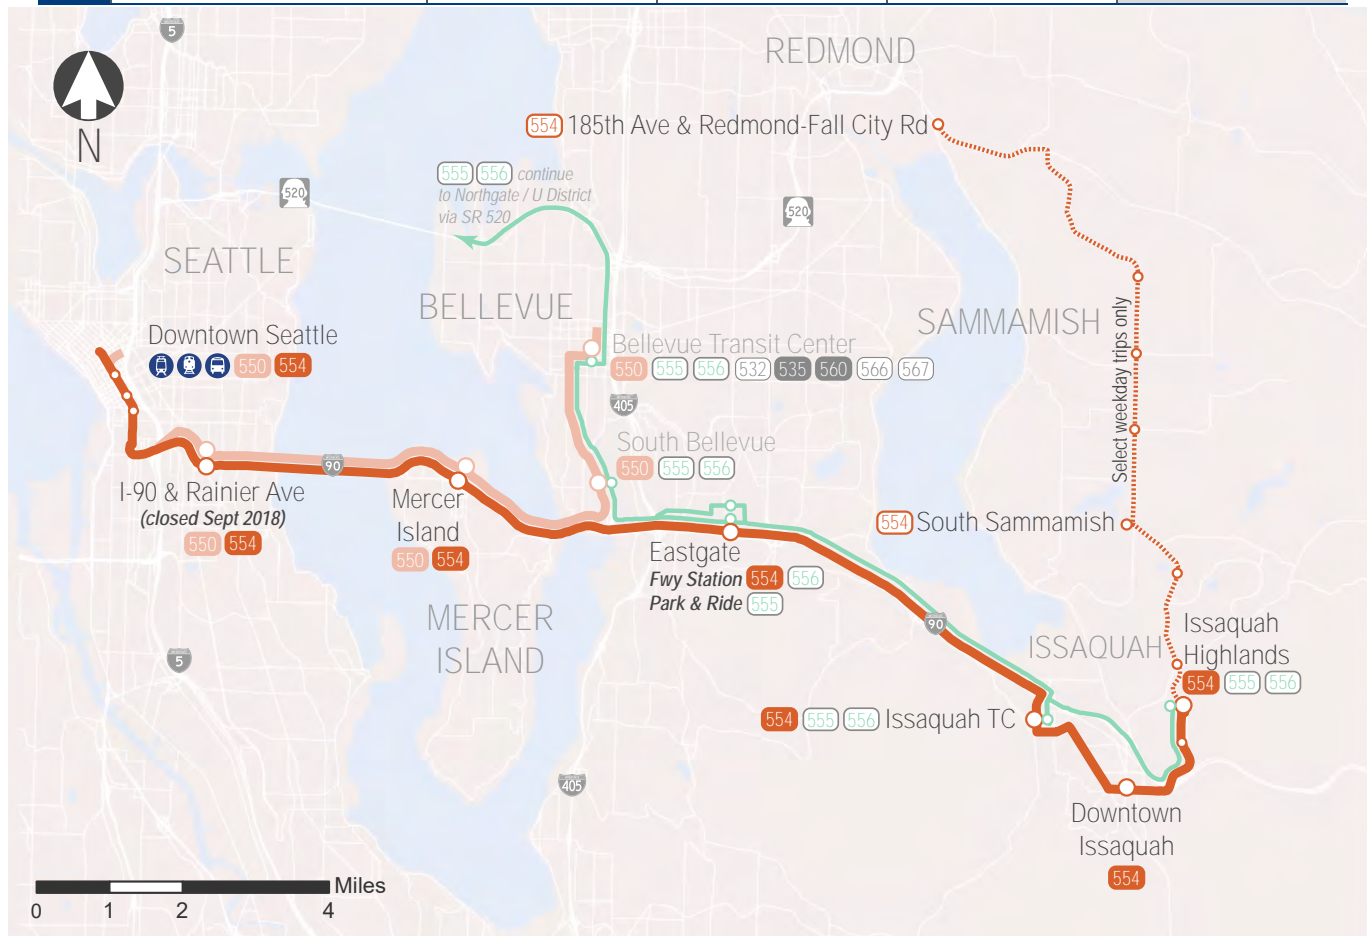 5
REDMOND
554 185th Ave & Redmond-Fall City Rd
N
555 556 continue
to Northgate / U District
via SR 520
520
520
SEATTLE
BELLEVUE
SAMMAMISH
Downtown Seattle
550 554
Bellevue Transit Center
550 555 556 532 535 560 566 567
405
Select weekday trips only
South Bellevue
550 555 556
90
I-90 & Rainier Ave
(closed Sept 2018)
550 554
Mercer
Island
550 554
554 South Sammamish
Eastgate
Fwy Station 554 556
Park & Ride 555
MERCER
ISLAND
90
ISSAQUAH
Issaquah
Highlands
554 555 556
5
554 555 556 Issaquah TC
405
Downtown
Issaquah
554
Miles
0 1 2 4